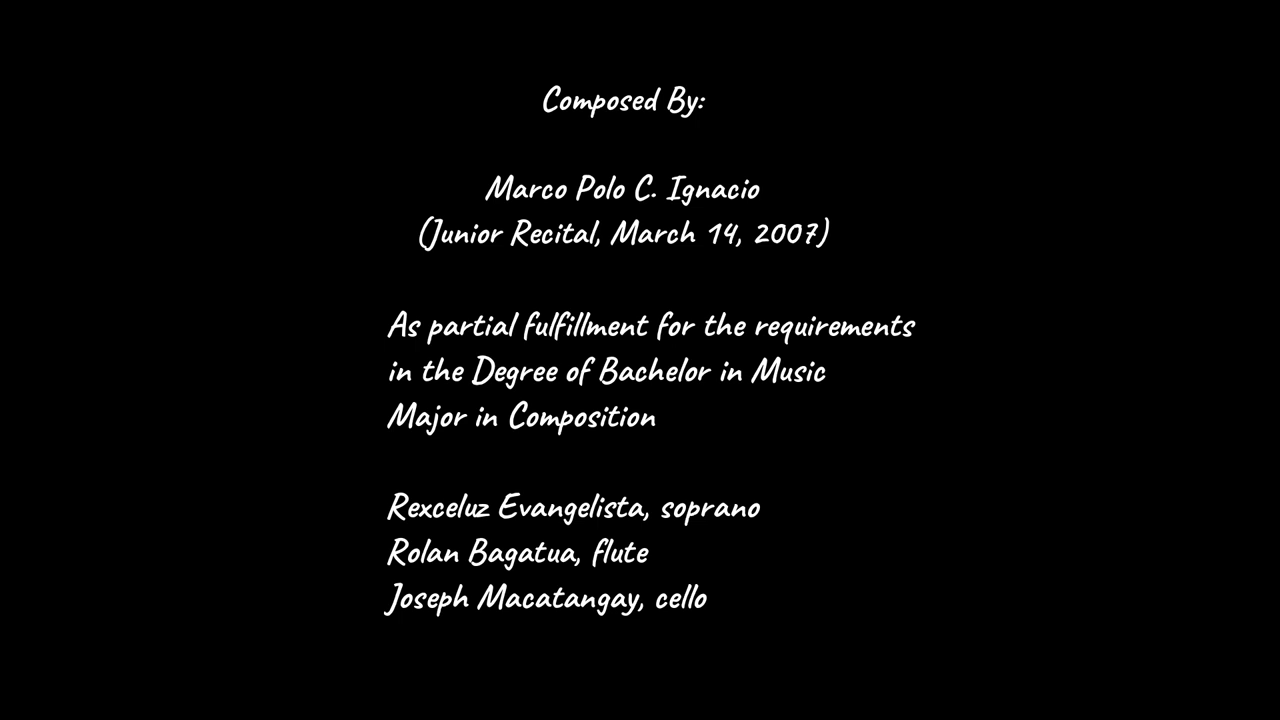 Composed By:
Marco Polo C. Ignacio
(Junior Recital, March 14, 2007)
As partial fulfillment for the requirements
in the Degree of Bachelor in Music
Major in Composition
Rexceluz Evangelista, soprano
Rolan Bagatua, flute
Joseph Macatangay, cello